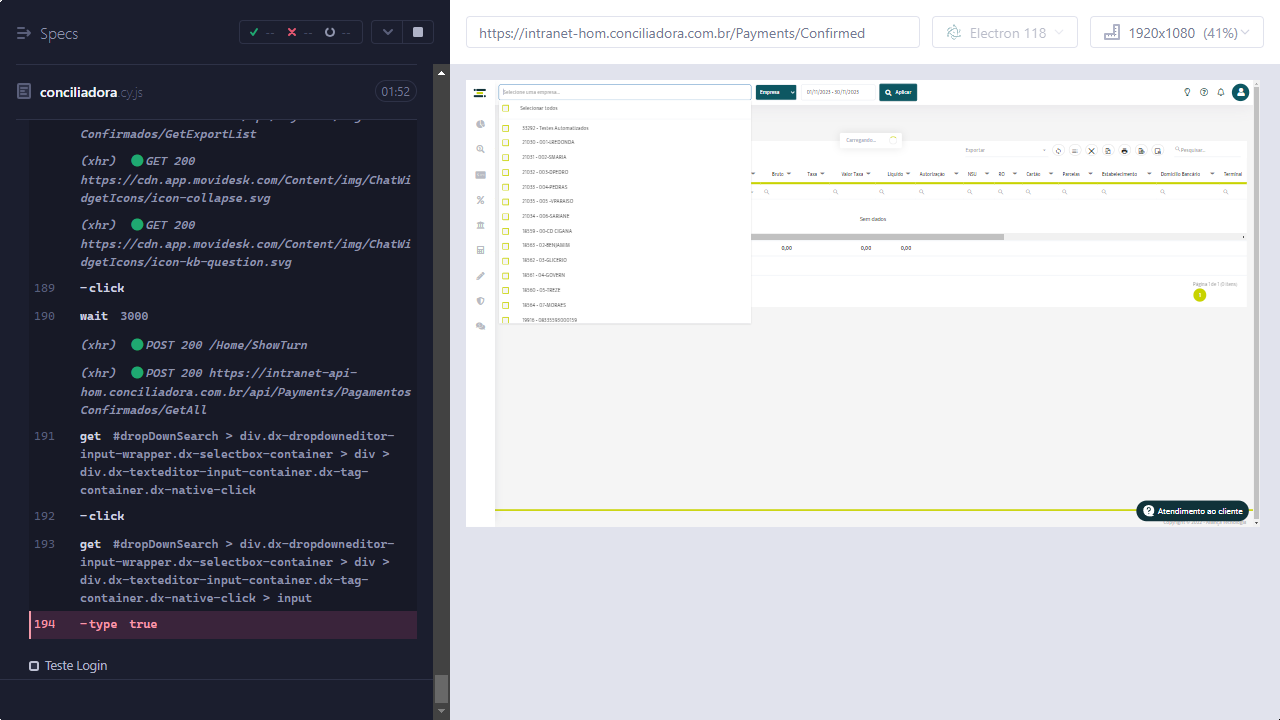 Specs
-- -- --
conciliadora.cy.js
01:52
Confirmados/GetExportList
(xhr) GET 200
https://cdn.app.movidesk.com/Content/img/ChatWi
dgetIcons/icon-collapse.svg
(xhr) GET 200
https://cdn.app.movidesk.com/Content/img/ChatWi
dgetIcons/icon-kb-question.svg
189 -click
190 wait 3000
(xhr) POST 200 /Home/ShowTurn
(xhr) POST 200 https://intranet-api-
hom.conciliadora.com.br/api/Payments/Pagamentos
Confirmados/GetAll
191 get #dropDownSearch > div.dx-dropdowneditor-
input-wrapper.dx-selectbox-container > div >
div.dx-texteditor-input-container.dx-tag-
container.dx-native-click
192 -click
193 get #dropDownSearch > div.dx-dropdowneditor-
input-wrapper.dx-selectbox-container > div >
div.dx-texteditor-input-container.dx-tag-
container.dx-native-click > input
194 -type true
Teste Login
https://intranet-hom.conciliadora.com.br/Payments/Confirmed
Electron 118
1920x1080 (41%)
Selecione uma empresa...
Empresa
01/11/2023 - 30/11/2023
Aplicar
Selecionar todos
Testes Automatizados
21030 - 001-LREDONDA
21031 - 002-SMARIA
21032 - 003-DPEDRO
21033 - 004-PEDRAS
21035 - 005-VPARAISO
21034 - 006-SARIANE
18559 - 00-CD CIGANA
18563 - 02-BENJAMIM
18562 - 03-GLICERIO
18561 - 04-GOVERN
18560 - 05-TREZE
18564 - 07-MORAES
Carregando...
Exportar
Pesquisar...
Bruto Taxa Valor Taxa Líquido Autorização NSU RO Cartão Parcelas Estabelecimento Domicílio Bancário Terminal
Sem dados
0,00 0,00 0,00
Página 1 de 1 (0 itens)
1
Atendimento ao cliente